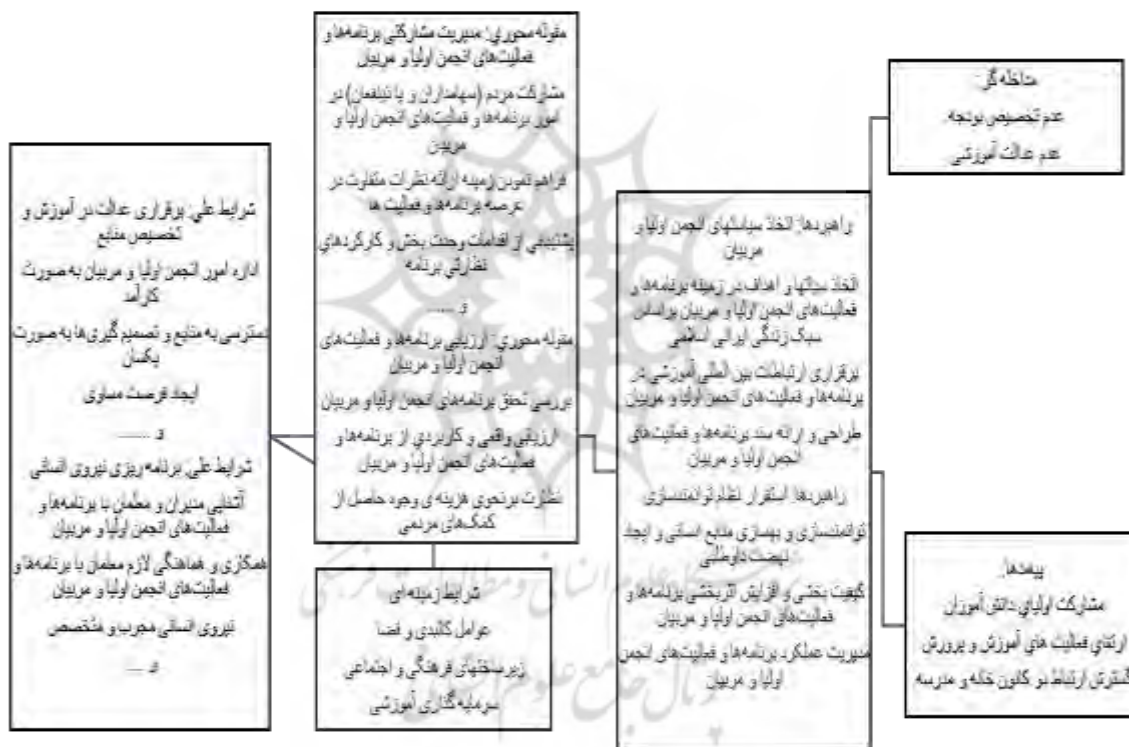 شرایط علی: برقراری عدالت در آموزش و
تخصیص منابع
اداره امور انجمن اولیا و مربیان به صورت
کارآمد
دسترسی به منابع و تصمیم گیری‌ها به صورت
یکسان
ایجاد فرصت مساوی
و .......
شرایط علی: برنامه ریزی نیروی انسانی
آشنایی مدیران و معلمان با برنامه‌ها و
فعالیت‌های انجمن اولیا و مربیان
همکاری و هماهنگی لازم معلمان با برنامه‌ها و
فعالیت‌های انجمن اولیا و مربیان
نیروی انسانی مجرب و متخصص
و ....
مقوله محوري: مدیریت مشارکتی برنامه‌ها و
فعالیت‌های انجمن اولیا و مربیان
مشارکت مردم (سهامداران و یا ذینفعان) در
امور برنامه‌ها و فعالیت‌های انجمن اولیا و
مربیان
فراهم نمودن زمینه ارائه نظرات متفاوت در
عرصه برنامه‌ها و فعالیت ها
پشتیبانی از اقدامات وحدت بخش و کارکردهاي
نظارتی برنامه
و ......
مقوله محوري: ارزیابی برنامه‌ها و فعالیت‌های
انجمن اولیا و مربیان
بررسی تحقق برنامه‌های انجمن اولیا و مربیان
ارزیابی واقعی و کاربردي از برنامه‌ها و
فعالیت‌های انجمن اولیا و مربیان
نظارت برنحوی هزینه ی وجوه حاصل از
کمک‌های مردمی
شرایط زمینه ای
عوامل کالبدی و فضا
زیرساختهای فرهنگی و اجتماعی
سرمایه گذاری آموزشی
راهبردها: اتخاذ سیاستهای انجمن اولیا و
مربیان
اتخاذ سیاستها و اهداف در زمینه برنامه‌ها و
فعالیت‌های انجمن اولیا و مربیان براساس
سبک زندگی ایرانی اسلامی
برقراری ارتباطات بین المللی آموزشی در
برنامه‌ها و فعالیت‌های انجمن اولیا و مربیان
طراحی و ارائه سند برنامه‌ها و فعالیت‌های
انجمن اولیا و مربیان
راهبردها: استقرار نظام توانمندسازی
توانمندسازی و بهسازی منابع انسانی و ایجاد
نهضت داوطلبی
کیفیت بخشی و افزایش اثربخشی برنامه‌ها و
فعالیت‌های انجمن اولیا و مربیان
مدیریت عملکرد برنامه‌ها و فعالیت‌های انجمن
اولیا و مربیان
مداخله گر:
عدم تخصیص بودجه
عدم عدالت آموزشی
پیامدها:
مشارکت اولیاي دانش آموزان
ارتقاي فعالیت هاي آموزش و پرورش
گسترش ارتباط دو کانون خانه و مدرسه